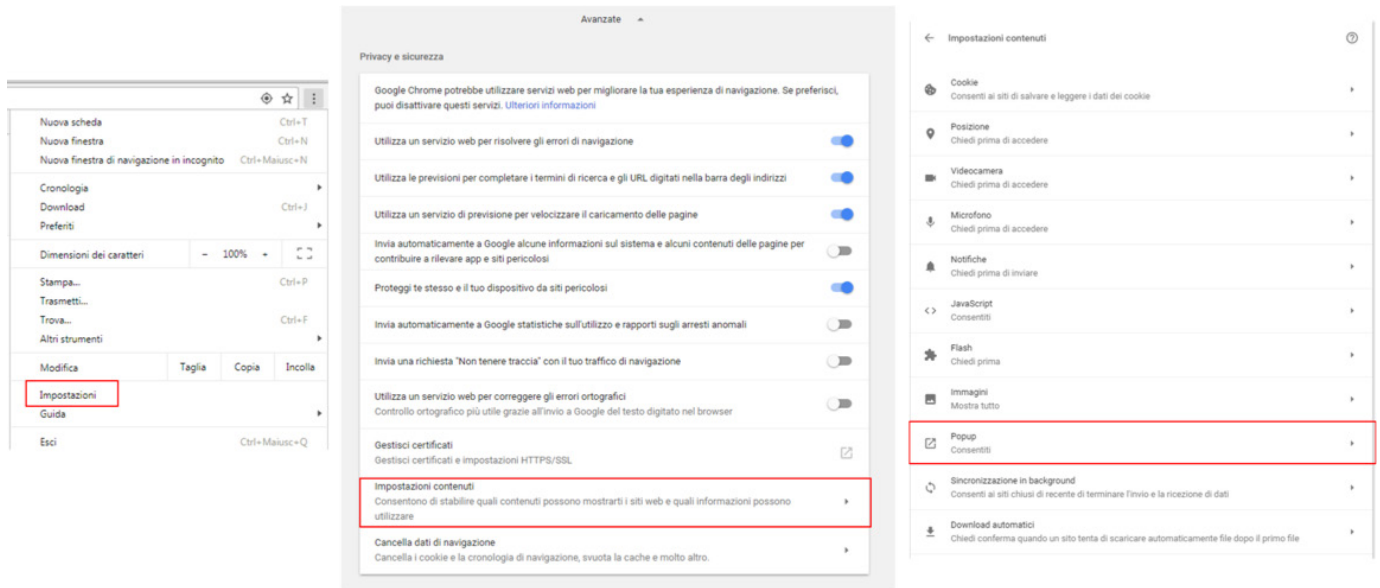 Nuova scheda Ctrl+T
Nuova finestra Ctrl+N
Nuova finestra di navigazione in incognito Ctrl+Maiusc+N
Cronologia
Download Ctrl+J
Preferiti
Dimensioni dei caratteri - 100% +
Stampa... Ctrl+P
Trasmetti...
Trova... Ctrl+F
Altri strumenti
Modifica Taglia Copia Incolla
Impostazioni
Guida
Esci Ctrl+Maiusc+Q
Avanzate
Privacy e sicurezza
Google Chrome potrebbe utilizzare servizi web per migliorare la tua esperienza di navigazione. Se preferisci,
puoi disattivare questi servizi. Ulteriori informazioni
Utilizza un servizio web per risolvere gli errori di navigazione
Utilizza le previsioni per completare i termini di ricerca e gli URL digitati nella barra degli indirizzi
Utilizza un servizio di previsione per velocizzare il caricamento delle pagine
Invia automaticamente a Google alcune informazioni sul sistema e alcuni contenuti delle pagine per
contribuire a rilevare app e siti pericolosi
Proteggi te stesso e il tuo dispositivo da siti pericolosi
Invia automaticamente a Google statistiche sull'utilizzo e rapporti sugli arresti anomali
Invia una richiesta "Non tenere traccia" con il tuo traffico di navigazione
Utilizza un servizio web per correggere gli errori ortografici
Controllo ortografico più utile grazie all'invio a Google del testo digitato nel browser
Gestisci certificati
Gestisci certificati e impostazioni HTTPS/SSL
Impostazioni contenuti
Consentono di stabilire quali contenuti possono mostrarti i siti web e quali informazioni possono
utilizzare
Cancella dati di navigazione
Cancella i cookie e la cronologia di navigazione, svuota la cache e molto altro.
Impostazioni contenuti
Cookie
Consenti ai siti di salvare e leggere i dati dei cookie
Posizione
Chiedi prima di accedere
Videocamera
Chiedi prima di accedere
Microfono
Chiedi prima di accedere
Notifiche
Chiedi prima di inviare
JavaScript
Consentiti
Flash
Chiedi prima
Immagini
Mostra tutto
Popup
Consentiti
Sincronizzazione in background
Consenti ai siti chiusi di recente di terminare l'invio e la ricezione di dati
Download automatici
Chiedi conferma quando un sito tenta di scaricare automaticamente file dopo il primo file